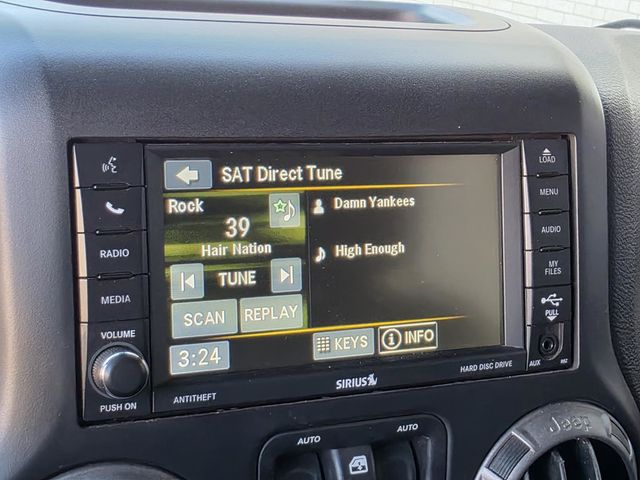 SAT Direct Tune
Rock
39
Hair Nation
TUNE
SCAN REPLAY
3:24
Damn Yankees
High Enough
KEYS
i INFO
RADIO
MEDIA
VOLUME
PUSH ON
ANTITHEFT
SIRIUS
HARD DISC DRIVE
LOAD
MENU
AUDIO
MY
FILES
PULL
AUX
RBZ
AUTO
AUTO
Jeep